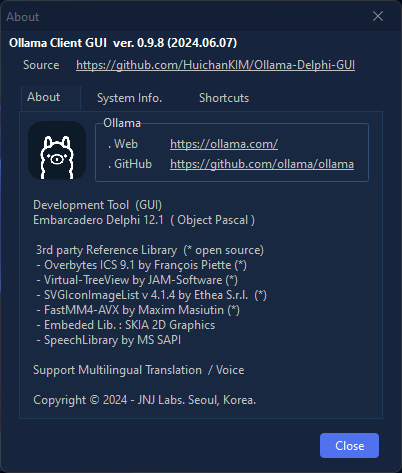 About
Ollama Client GUI  ver. 0.9.8 (2024.06.07)
Source  https://github.com/HuichanKIM/Ollama-Delphi-GUI
About  System Info.  Shortcuts
Ollama
. Web  https://ollama.com/
. GitHub  https://github.com/ollama/ollama
Development Tool  (GUI)
Embarcadero Delphi 12.1  ( Object Pascal )
3rd party Reference Library  (* open source)
- Overbytes ICS 9.1 by François Piette (*)
- Virtual-TreeView by JAM-Software (*)
- SVGIconImageList v 4.1.4 by Ethea S.r.l.  (*)
- FastMM4-AVX by Maxim Masiutin (*)
- Embeded Lib. : SKIA 2D Graphics
- SpeechLibrary by MS SAPI
Support Multilingual Translation  / Voice
Copyright © 2024 - JNJ Labs. Seoul, Korea.
Close